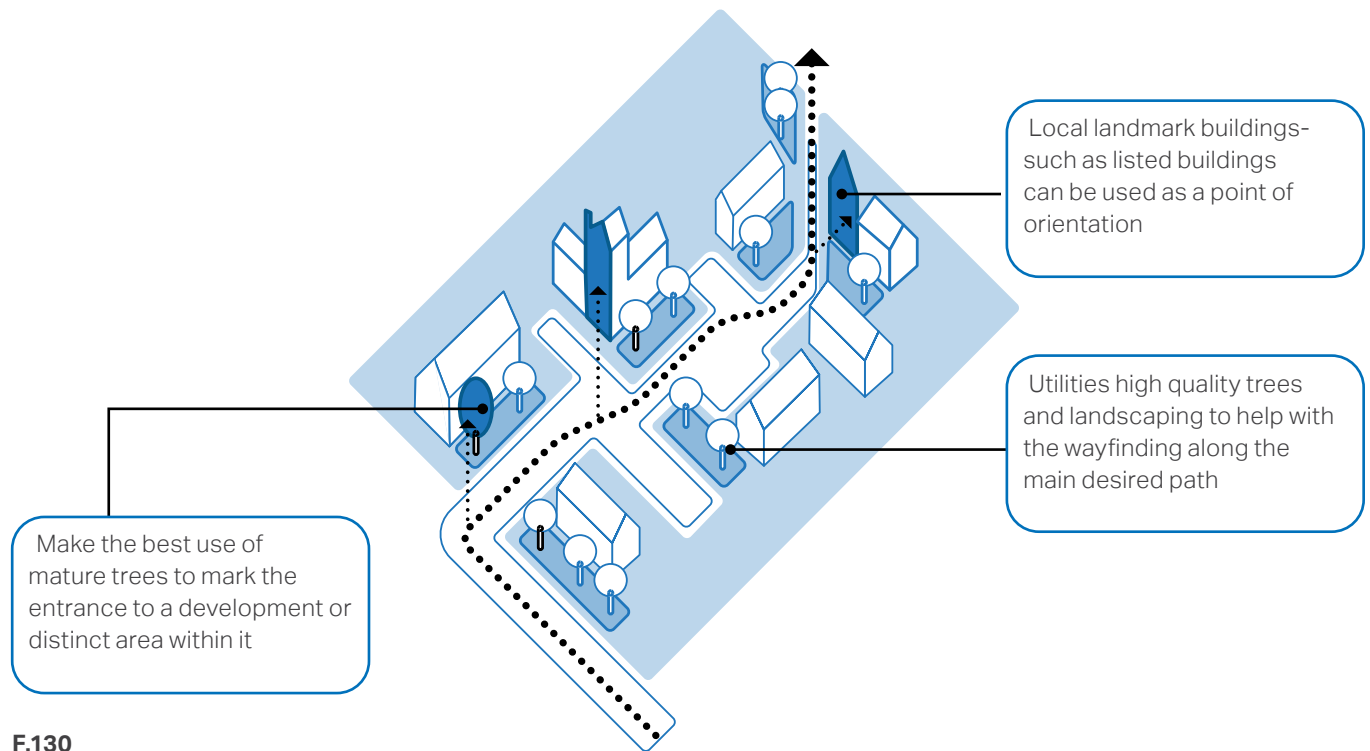 Local landmark buildings-
such as listed buildings
can be used as a point of
orientation
Utilities high quality trees
and landscaping to help with
the wayfinding along the
main desired path
Make the best use of
mature trees to mark the
entrance to a development or
distinct area within it
F.130